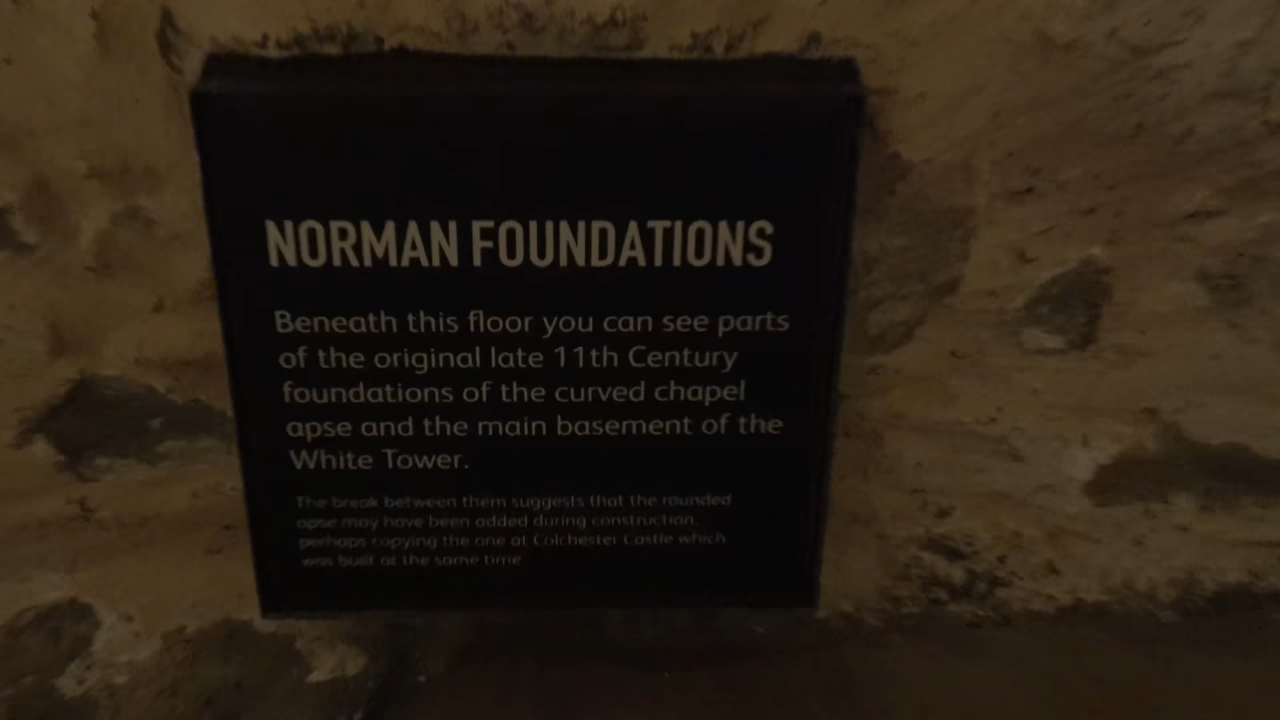 NORMAN FOUNDATIONS
Beneath this floor you can see parts
of the original late 11th Century
foundations of the curved chapel
apse and the main basement of the
White Tower.
The break between them suggests that the rounded
apse may have been added during construction,
perhaps copying the one at Colchester Castle which
was built at the same time